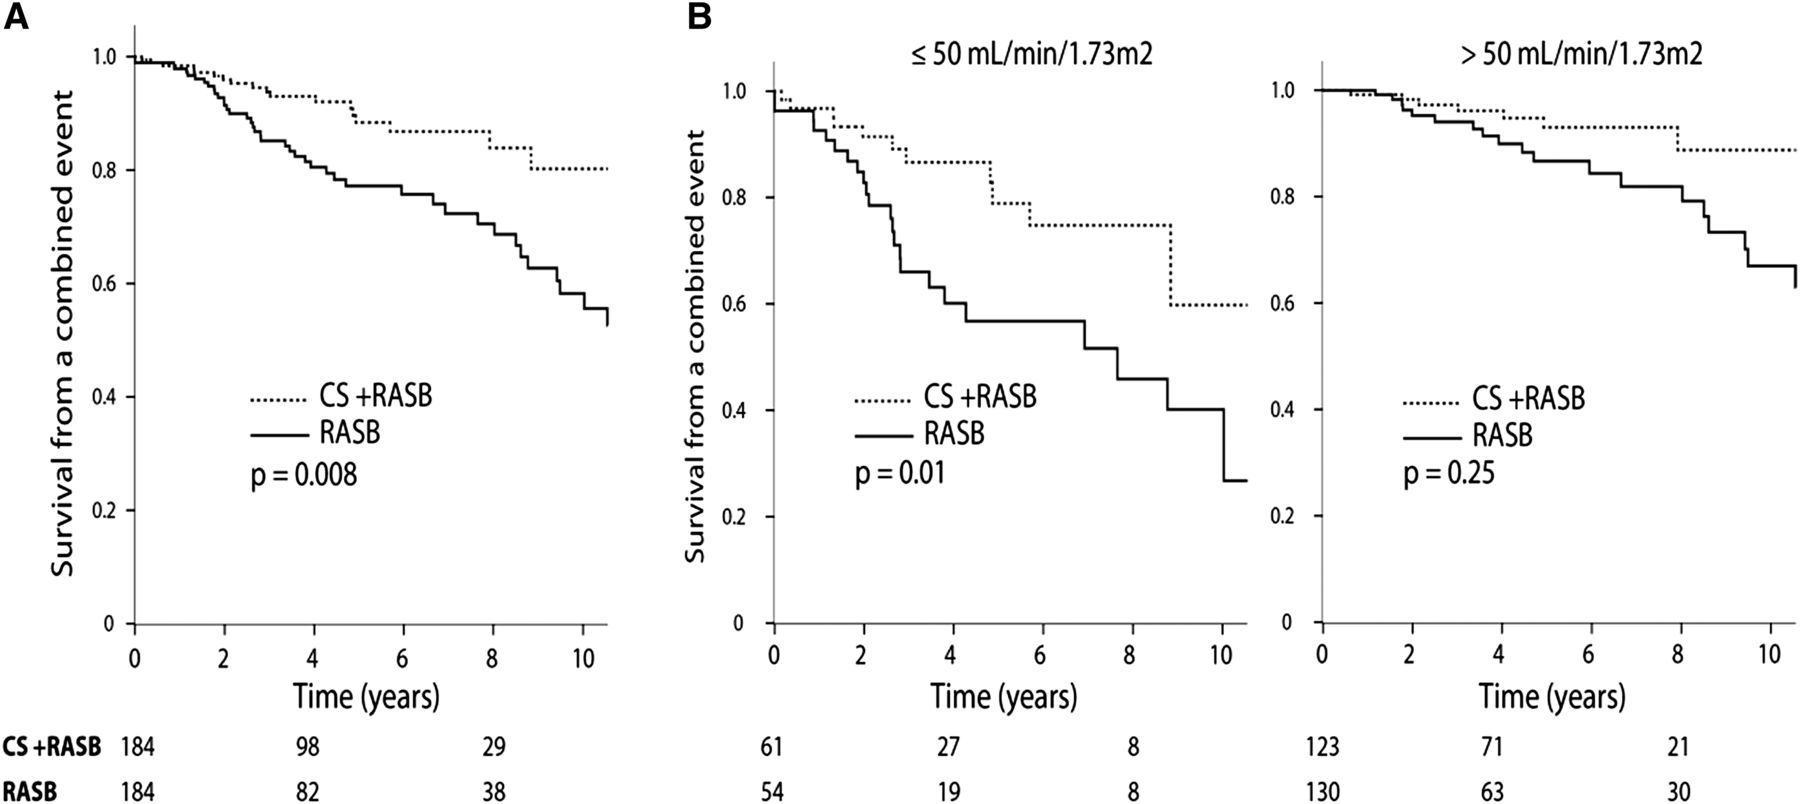 A
Survival from a combined event
1.0
0.8
0.6
0.4
0.2
0
CS +RASB
RASB
p = 0.008
0 2 4 6 8 10
Time (years)
CS +RASB 184 98 29
RASB 184 82 38
B
≤ 50 mL/min/1.73m2
Survival from a combined event
1.0
0.8
0.6
0.4
0.2
0
CS +RASB
RASB
p = 0.01
0 2 4 6 8 10
Time (years)
61 27 8
54 19 8
> 50 mL/min/1.73m2
1.0
0.8
0.6
0.4
0.2
0
CS +RASB
RASB
p = 0.25
0 2 4 6 8 10
Time (years)
123 71 21
130 63 30